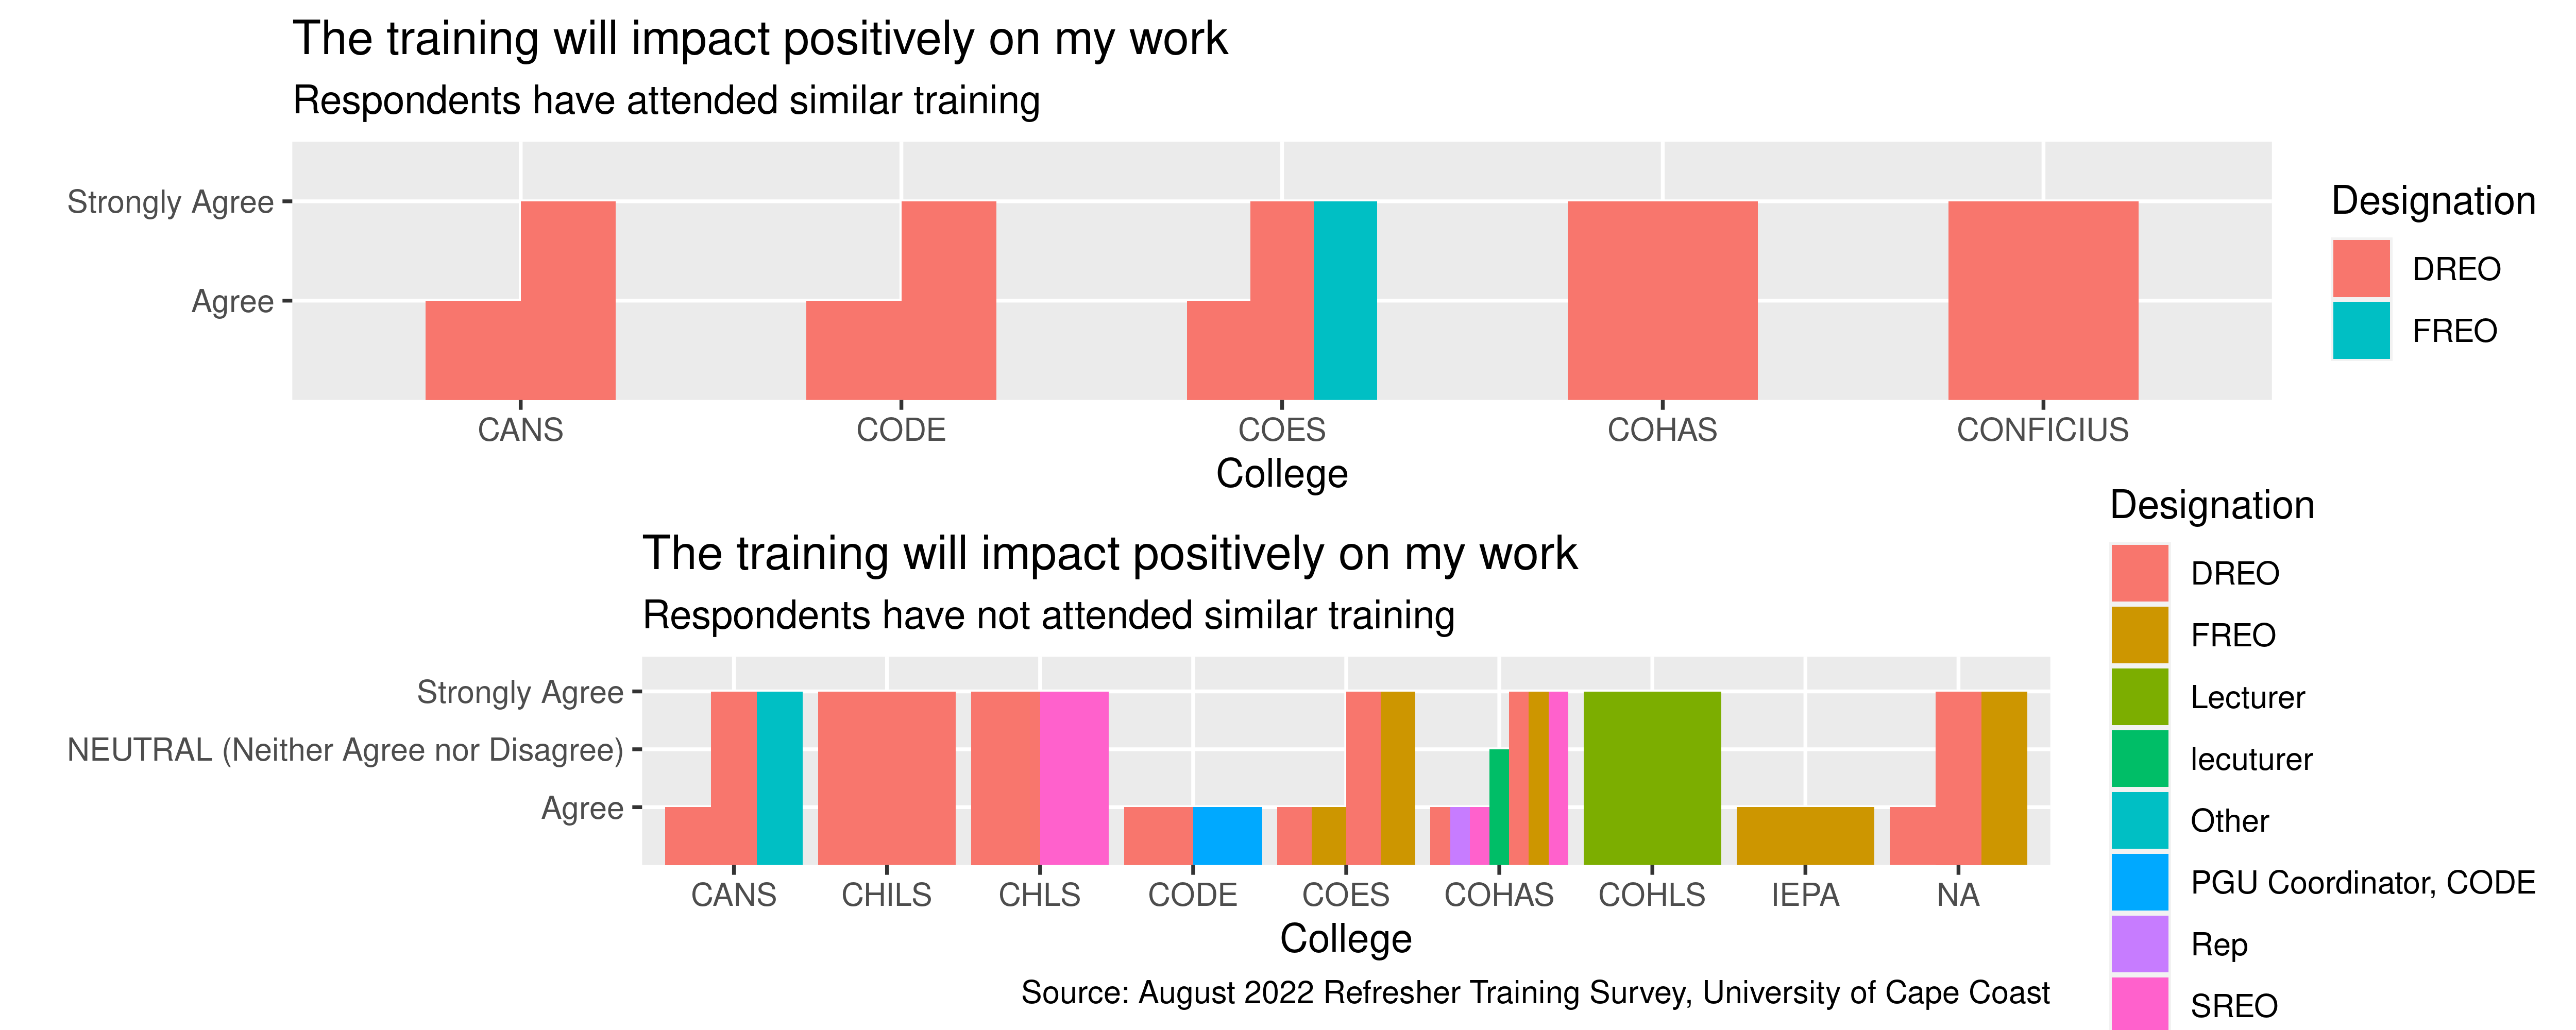 The training will impact positively on my work
Respondents have attended similar training
Strongly Agree
Agree
CANS
CODE
COES
COHAS
CONFICIUS
College
Designation
DREO
FREO
The training will impact positively on my work
Respondents have not attended similar training
Strongly Agree
NEUTRAL (Neither Agree nor Disagree)
Agree
CANS
CHILS
CHLS
CODE
COES
COHAS
COHLS
IEPA
NA
College
Source: August 2022 Refresher Training Survey, University of Cape Coast
Designation
DREO
FREO
Lecturer
lecuturer
Other
PGU Coordinator, CODE
Rep
SREO